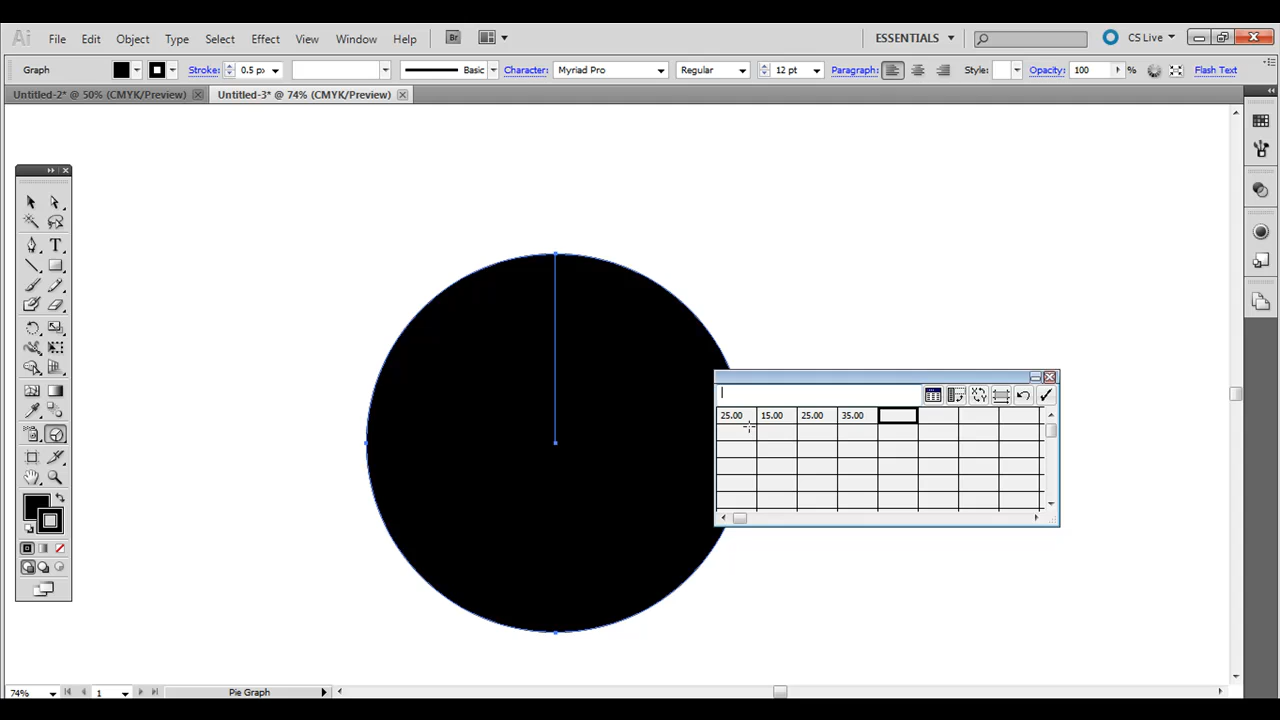 Ai File Edit Object Type Select Effect View Window Help Br ESSENTIALS CS Live
Graph Stroke: 0.5 px Basic Character: Myriad Pro Regular 12 pt Paragraph: Style: Opacity: 100 % Flash Text
Untitled-2* @ 50% (CMYK/Preview) Untitled-3* @ 74% (CMYK/Preview)
25.00 15.00 25.00 35.00
74% 1 Pie Graph